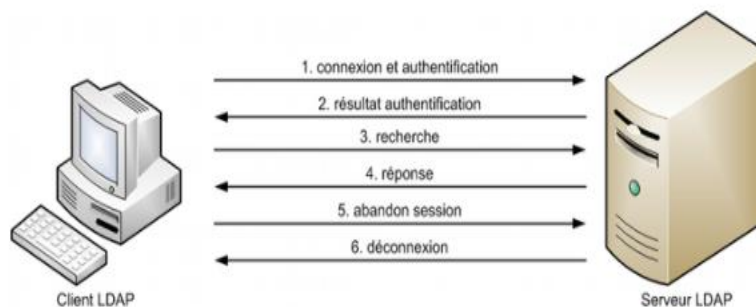 1. connexion et authentification
2. résultat authentification
3. recherche
4. réponse
5. abandon session
6. déconnexion
Client LDAP
Serveur LDAP